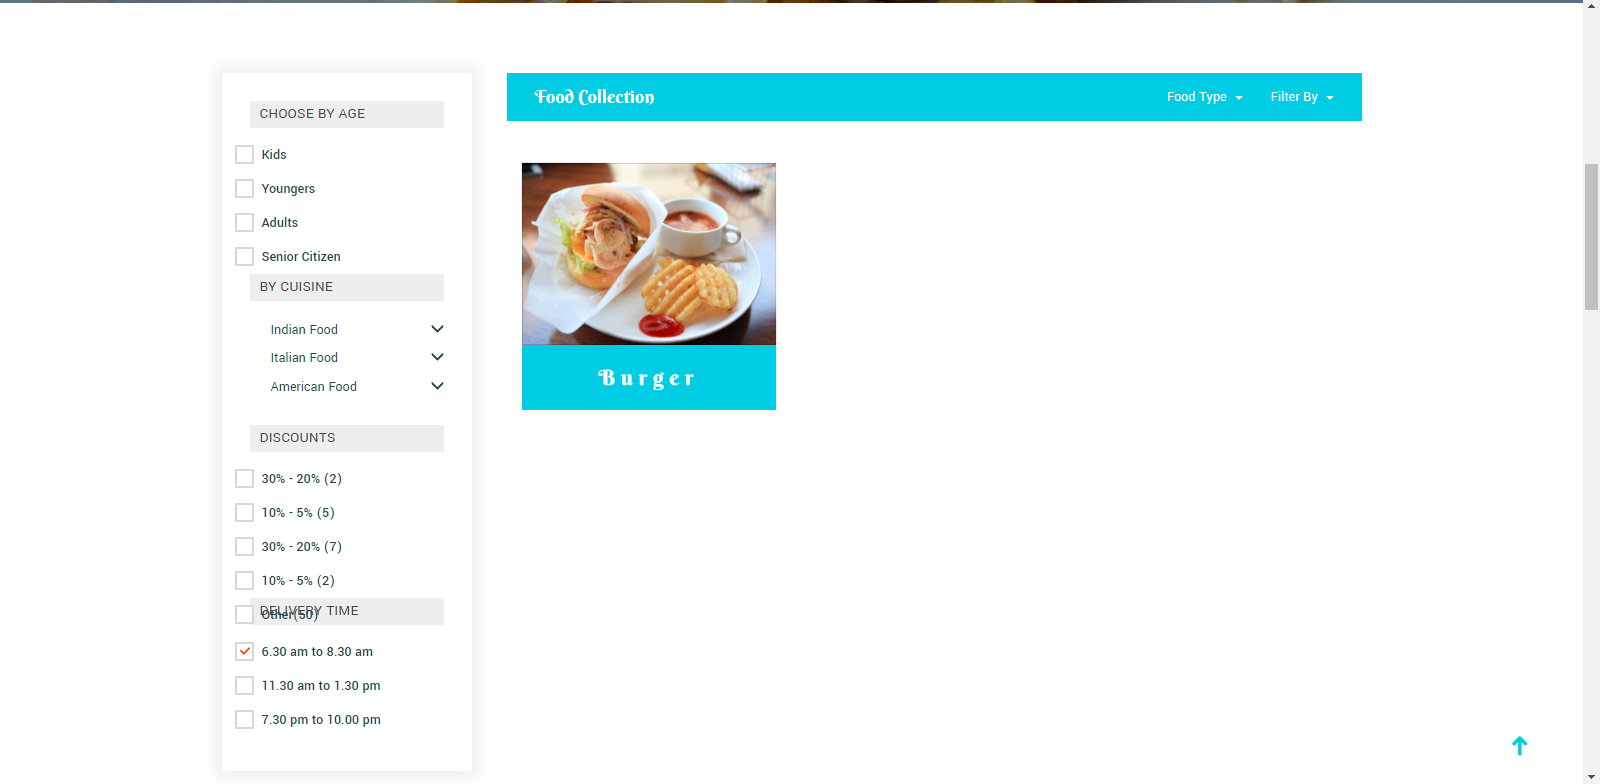 CHOOSE BY AGE
Kids
Youngers
Adults
Senior Citizen
BY CUISINE
Indian Food
Italian Food
American Food
DISCOUNTS
30% - 20% (2)
10% - 5% (5)
30% - 20% (7)
10% - 5% (2)
DELIVERY TIME
Other(50)
6.30 am to 8.30 am
11.30 am to 1.30 pm
7.30 pm to 10.00 pm
Food Collection
Food Type
Filter By
Burger